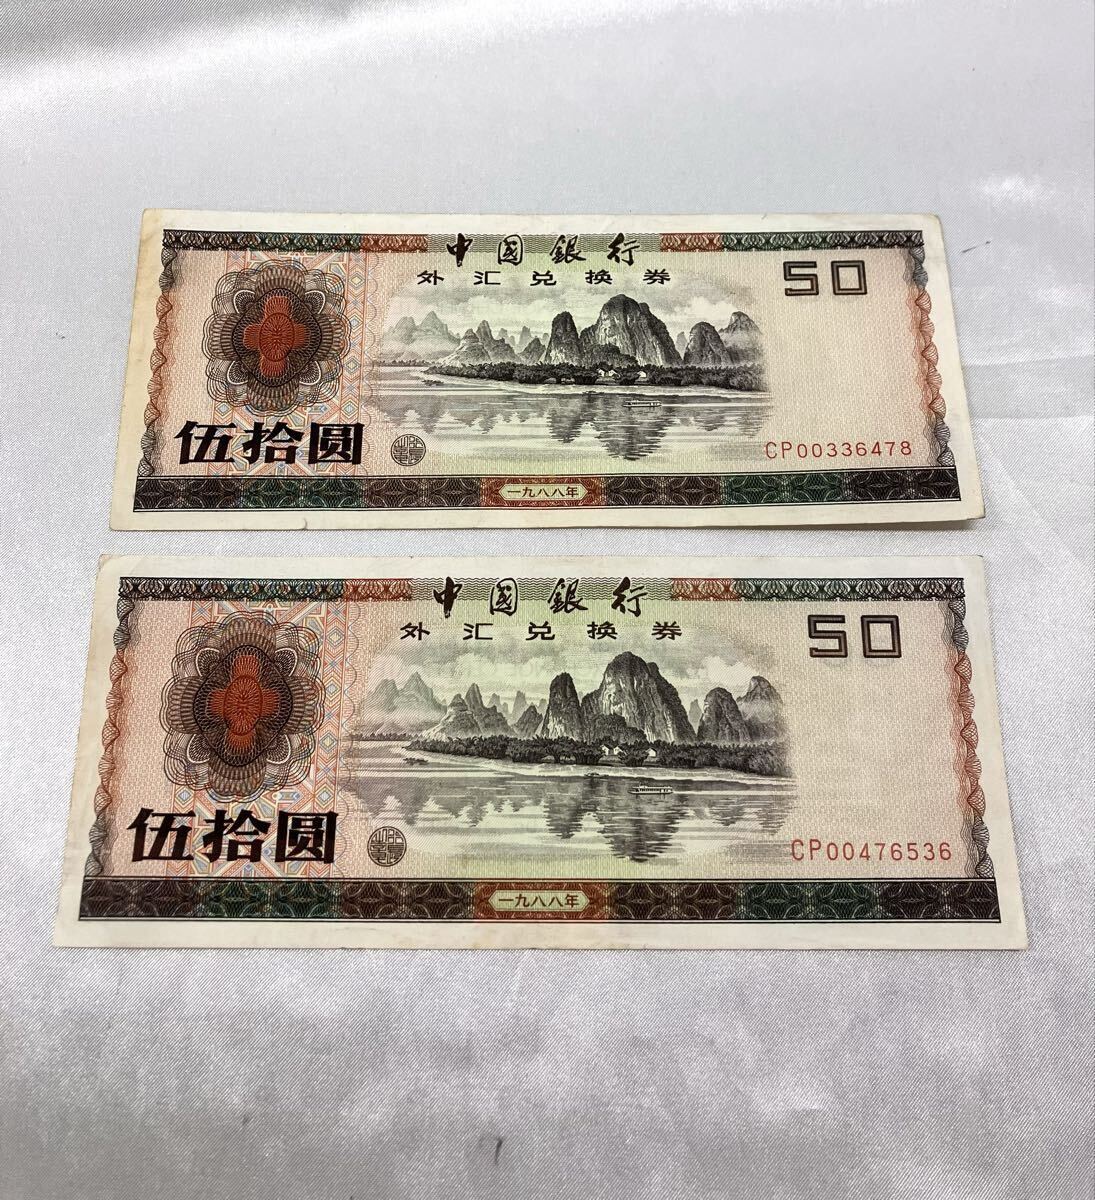 中國銀行
外汇兑换券
50
伍拾圆
CP00336478
一九八八年
中國銀行
外汇兑换券
50
伍拾圆
CP00476536
一九八八年